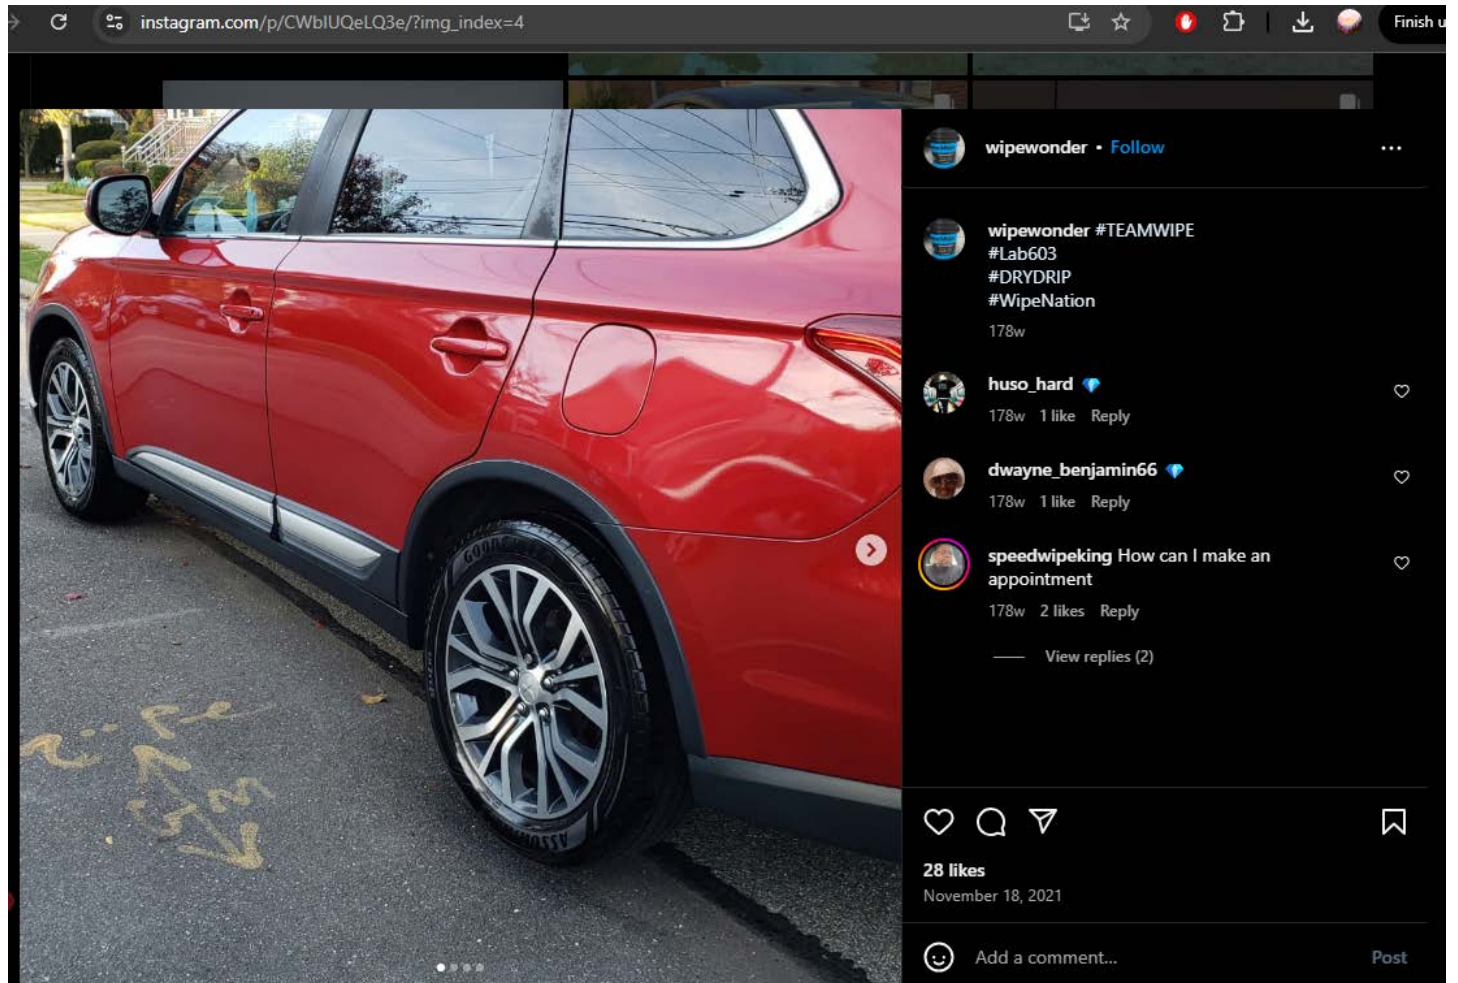 instagram.com/p/CWbIUQeLQ3e/?img_index=4
Finish u
wipewonder • Follow
wipewonder #TEAMWIPE
#Lab603
#DRYDRIP
#WipeNation
178w
huso_hard 💎
178w 1 like Reply
dwayne_benjamin66 💎
178w 1 like Reply
speedwipeking How can I make an
appointment
178w 2 likes Reply
View replies (2)
28 likes
November 18, 2021
Add a comment... Post